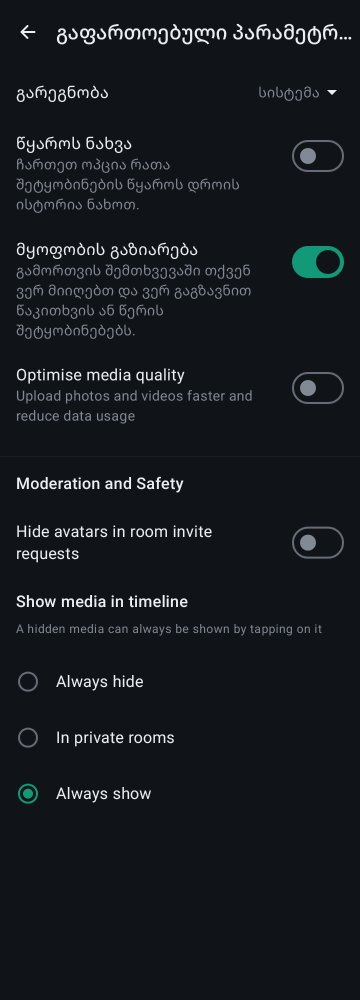 გაფართოებული პარამეტრ...
გარეგნობა
სისტემა
წყაროს ნახვა
ჩართეთ ოპცია რათა
შეტყობინების წყაროს დროის
ისტორია ნახოთ.
მყოფობის გაზიარება
გამორთვის შემთხვევაში თქვენ
ვერ მიიღებთ და ვერ გაგზავნით
წაკითხვის ან წერის
შეტყობინებებს.
Optimise media quality
Upload photos and videos faster and
reduce data usage
Moderation and Safety
Hide avatars in room invite
requests
Show media in timeline
A hidden media can always be shown by tapping on it
Always hide
In private rooms
Always show